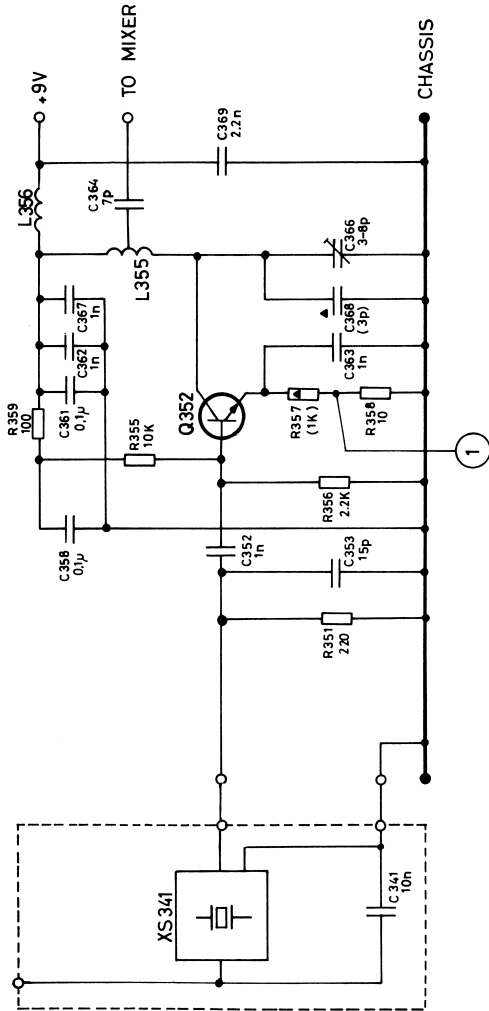 XS341
C341
10n
R351
220
C353
15p
C352
1n
C358
0,1µ
R359
100
C361
0,1µ
C362
1n
C367
1n
R355
10K
R356
2.2K
Q352
R357
(1K)
R358
10
C363
1n
C368
(3p)
C366
3-8p
L355
L356
C364
7p
C369
2.2n
+9V
TO MIXER
CHASSIS
1